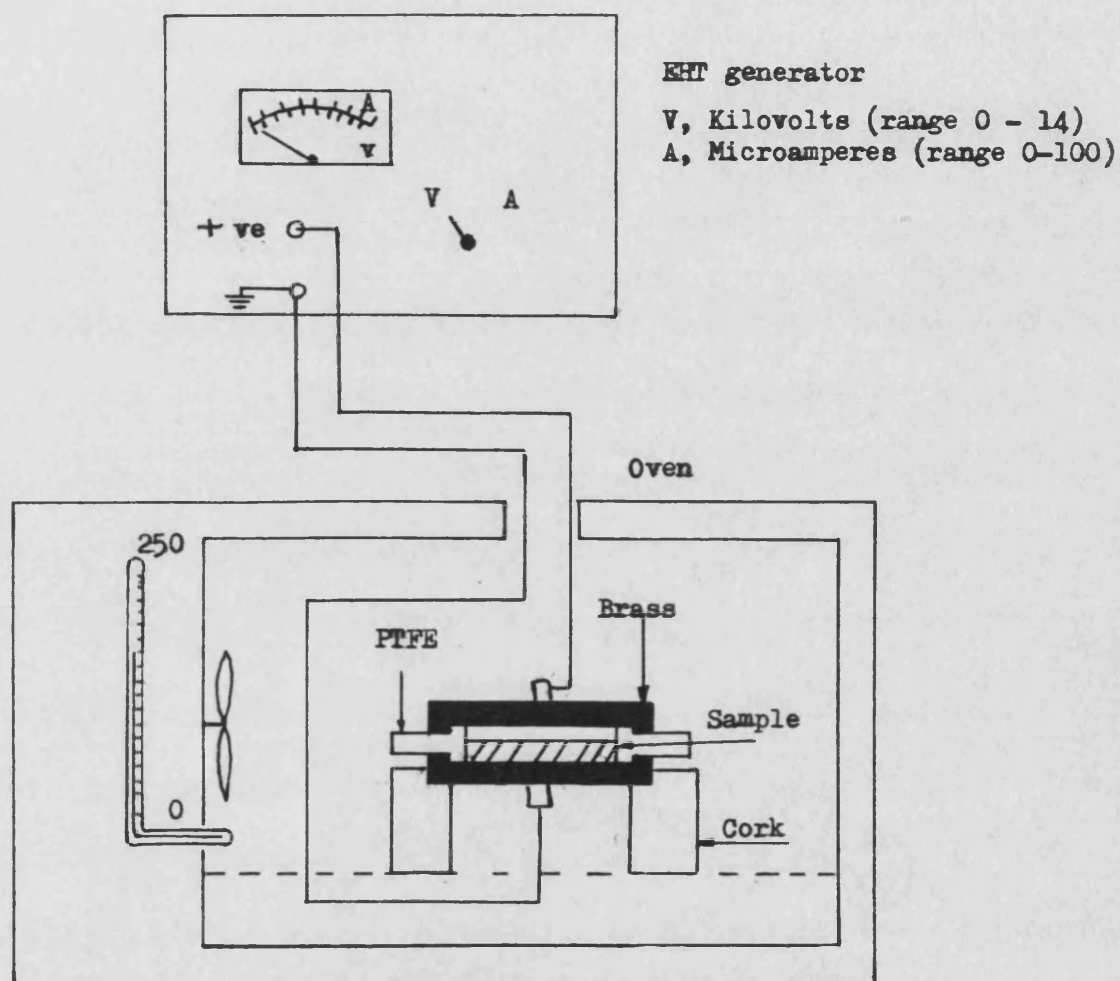 EHT generator
V, Kilovolts (range 0 - 14)
A, Microamperes (range 0-100)
A
V
V A
+ ve
Oven
250
Brass
PTFE
Sample
0
Cork